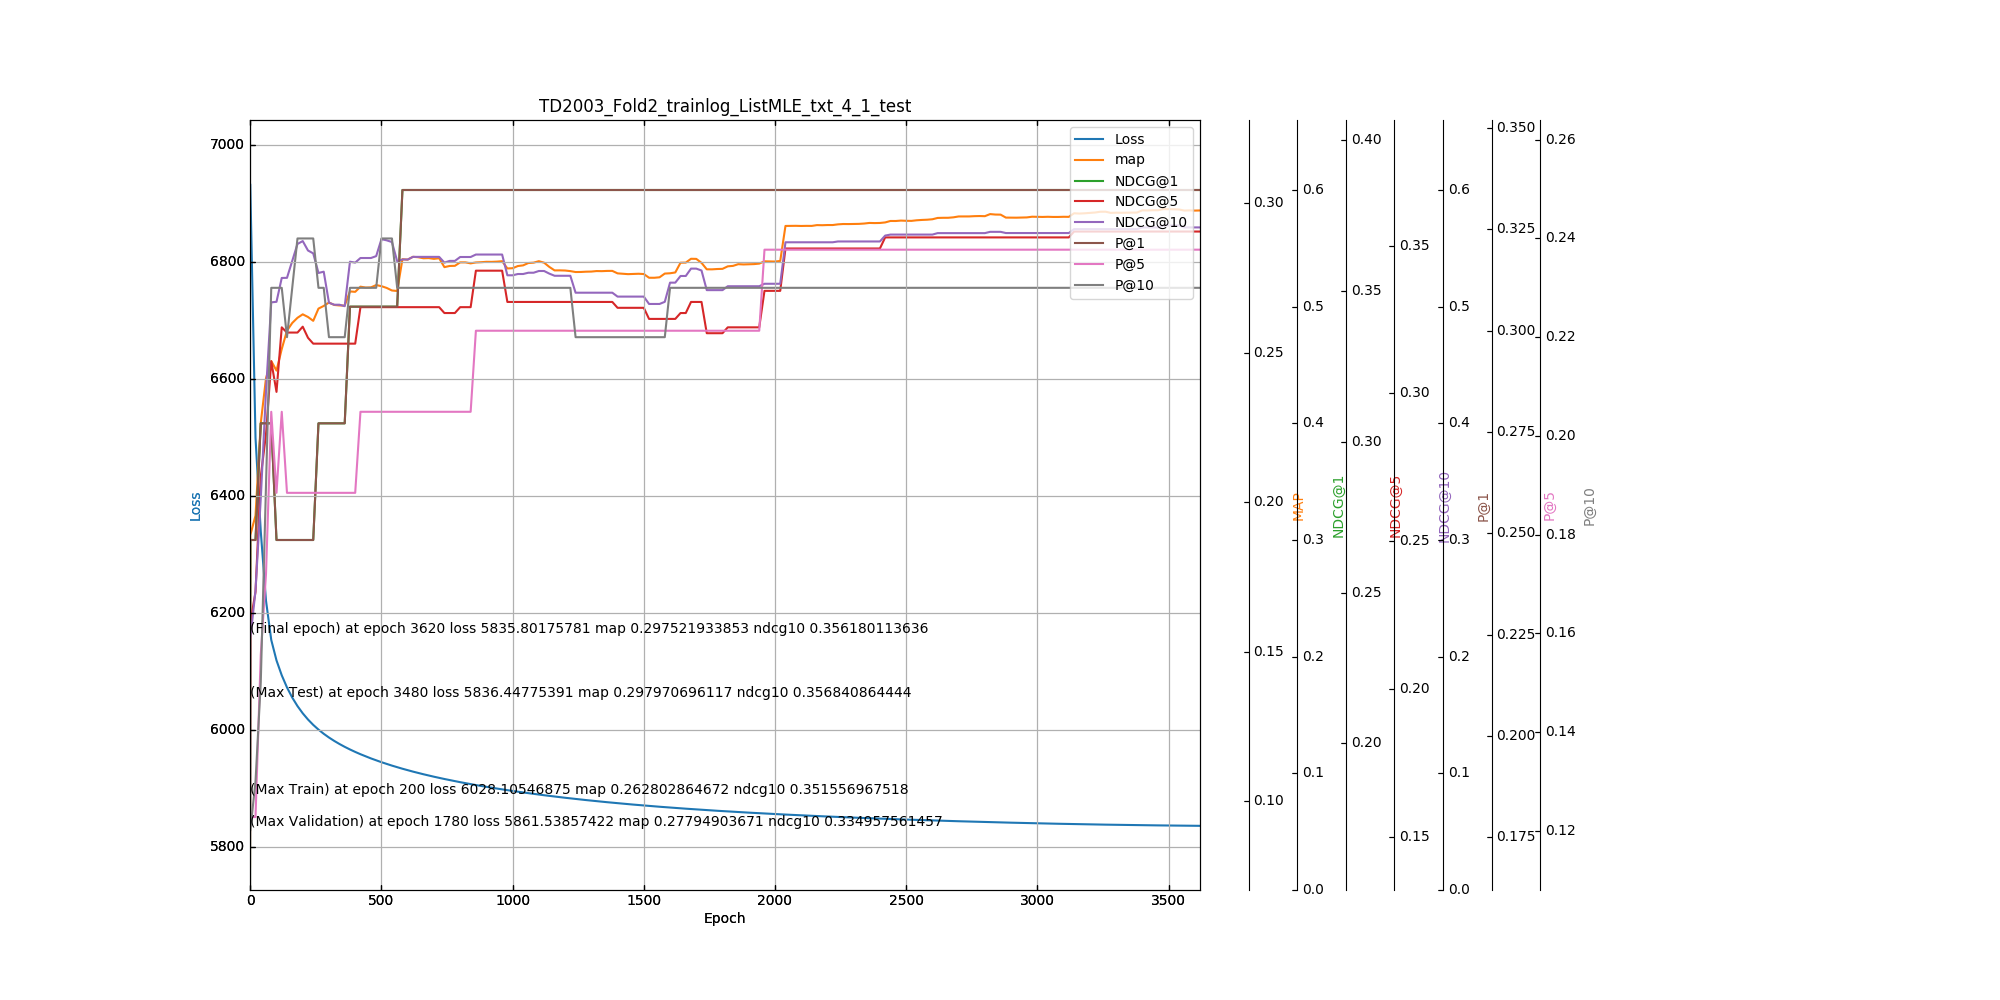 TD2003_Fold2_trainlog_ListMLE_txt_4_1_test
7000
6800
6600
6400
6200
6000
5800
Loss
0 500 1000 1500 2000 2500 3000 3500
Epoch
Loss
map
NDCG@1
NDCG@5
NDCG@10
P@1
P@5
P@10
(Final epoch) at epoch 3620 loss 5835.80175781 map 0.297521933853 ndcg10 0.356180113636
(Max Test) at epoch 3480 loss 5836.44775391 map 0.297970696117 ndcg10 0.356840864444
(Max Train) at epoch 200 loss 6028.10546875 map 0.262802864672 ndcg10 0.351556967518
(Max Validation) at epoch 1780 loss 5861.53857422 map 0.27794903671 ndcg10 0.334957561457
0.30
0.25
0.20
0.15
0.10
MAP
0.6
0.5
0.4
0.3
0.2
0.1
0.0
NDCG@1
0.40
0.35
0.30
0.25
0.20
NDCG@5
0.35
0.30
0.25
0.20
0.15
NDCG@10
0.6
0.5
0.4
0.3
0.2
0.1
0.0
P@1
0.350
0.325
0.300
0.275
0.250
0.225
0.200
0.175
P@5
0.26
0.24
0.22
0.20
0.18
0.16
0.14
0.12
P@10